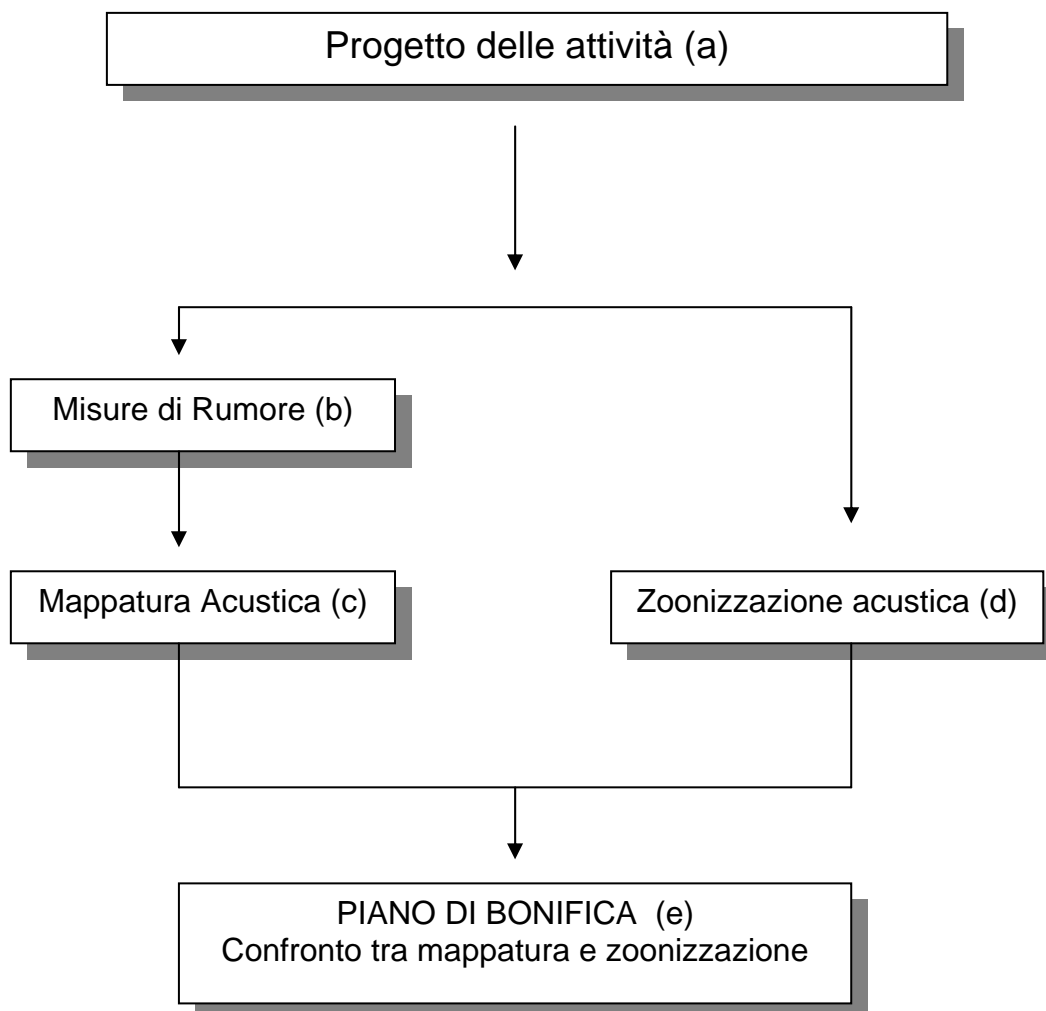 Progetto delle attività (a)
Misure di Rumore (b)
Mappatura Acustica (c)
Zoonizzazione acustica (d)
PIANO DI BONIFICA (e)
Confronto tra mappatura e zoonizzazione